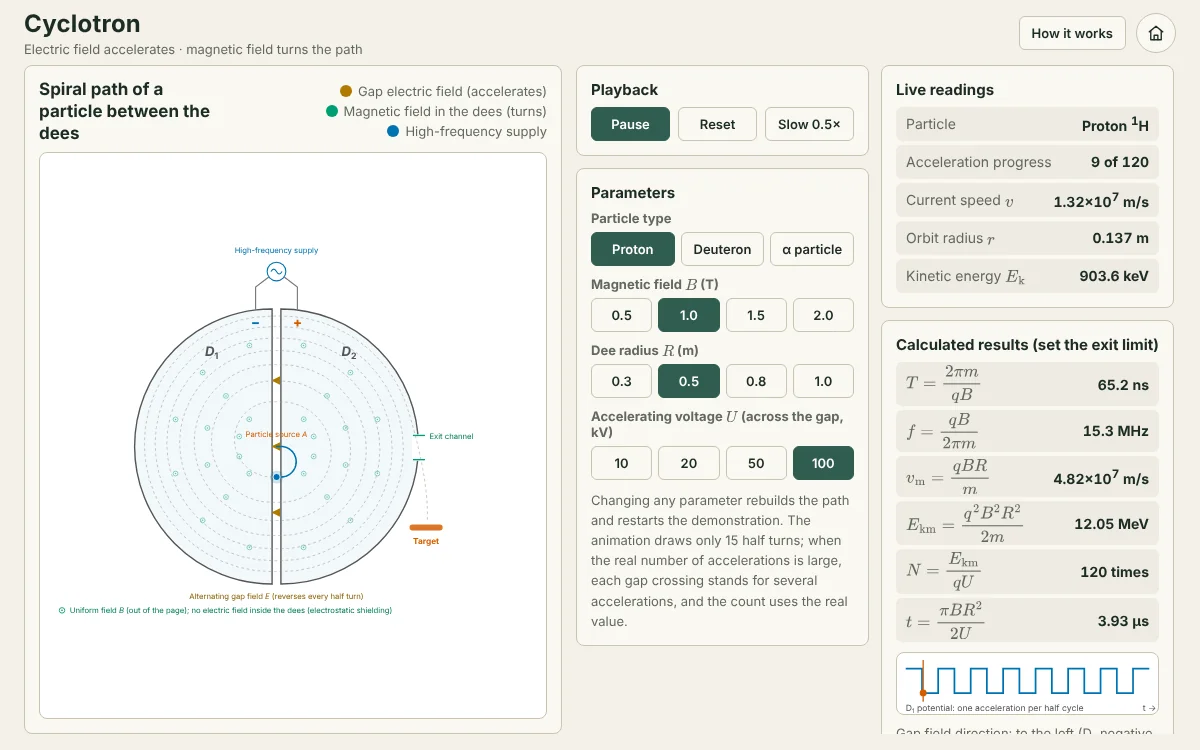 Cyclotron
Electric field accelerates · magnetic field turns the path
How it works
Spiral path of a
particle between the
dees
Gap electric field (accelerates)
Magnetic field in the dees (turns)
High-frequency supply
High-frequency supply
− +
D₁ D₂
Particle source A
Exit channel
Target
Alternating gap field E (reverses every half turn)
Uniform field B (out of the page); no electric field inside the dees (electrostatic shielding)
Playback
Pause Reset Slow 0.5×
Parameters
Particle type
Proton Deuteron α particle
Magnetic field B (T)
0.5 1.0 1.5 2.0
Dee radius R (m)
0.3 0.5 0.8 1.0
Accelerating voltage U (across the gap,
kV)
10 20 50 100
Changing any parameter rebuilds the path
and restarts the demonstration. The
animation draws only 15 half turns; when
the real number of accelerations is large,
each gap crossing stands for several
accelerations, and the count uses the real
value.
Live readings
Particle Proton ¹H
Acceleration progress 9 of 120
Current speed v 1.32×10⁷ m/s
Orbit radius r 0.137 m
Kinetic energy Eₖ 903.6 keV
Calculated results (set the exit limit)
T = 2πm / qB 65.2 ns
f = qB / 2πm 15.3 MHz
vₘ = qBR / m 4.82×10⁷ m/s
Eₖₘ = q²B²R² / 2m 12.05 MeV
N = Eₖₘ / qU 120 times
t = πBR² / 2U 3.93 μs
D₁ potential: one acceleration per half cycle t →
Gap field direction: to the left (D₁ negative,